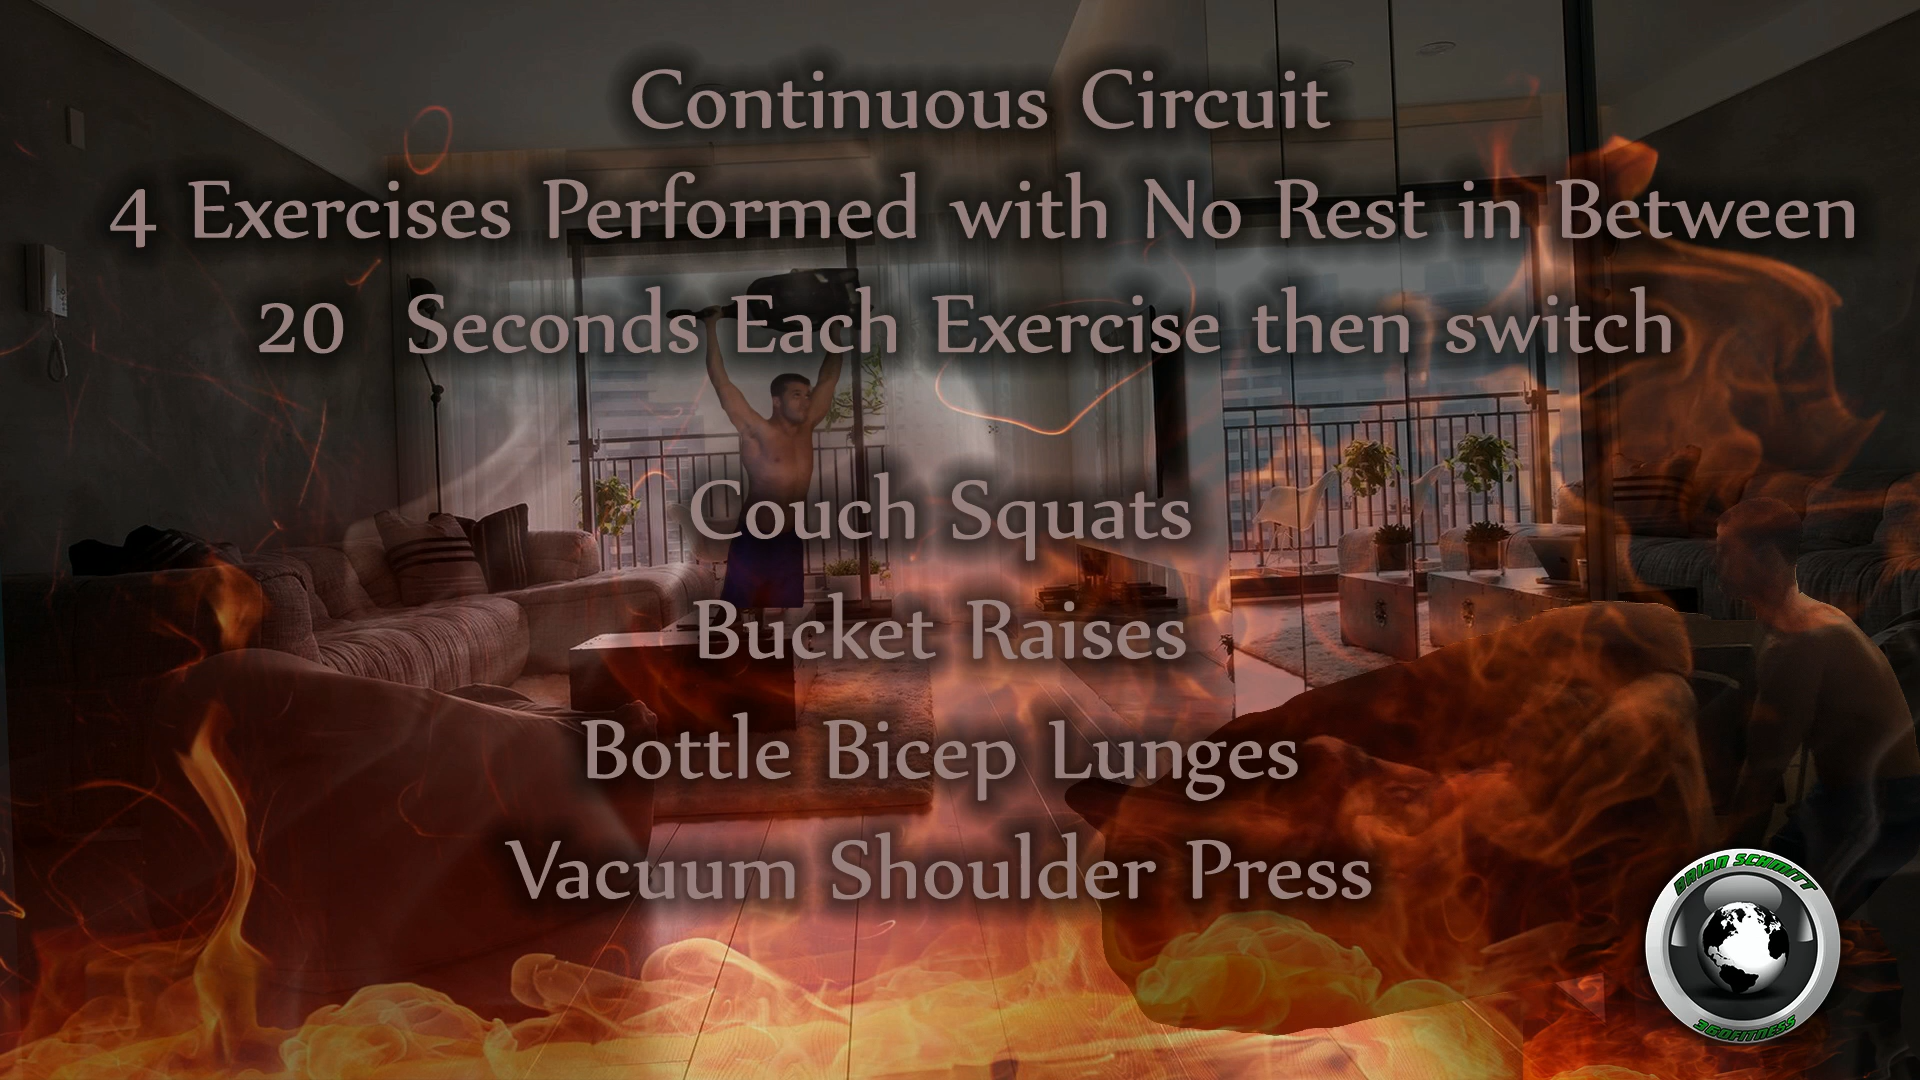 Continuous Circuit
4 Exercises Performed with No Rest in Between
20 Seconds Each Exercise then switch
Couch Squats
Bucket Raises
Bottle Bicep Lunges
Vacuum Shoulder Press
BRIAN SCHMITT
360FITNESS